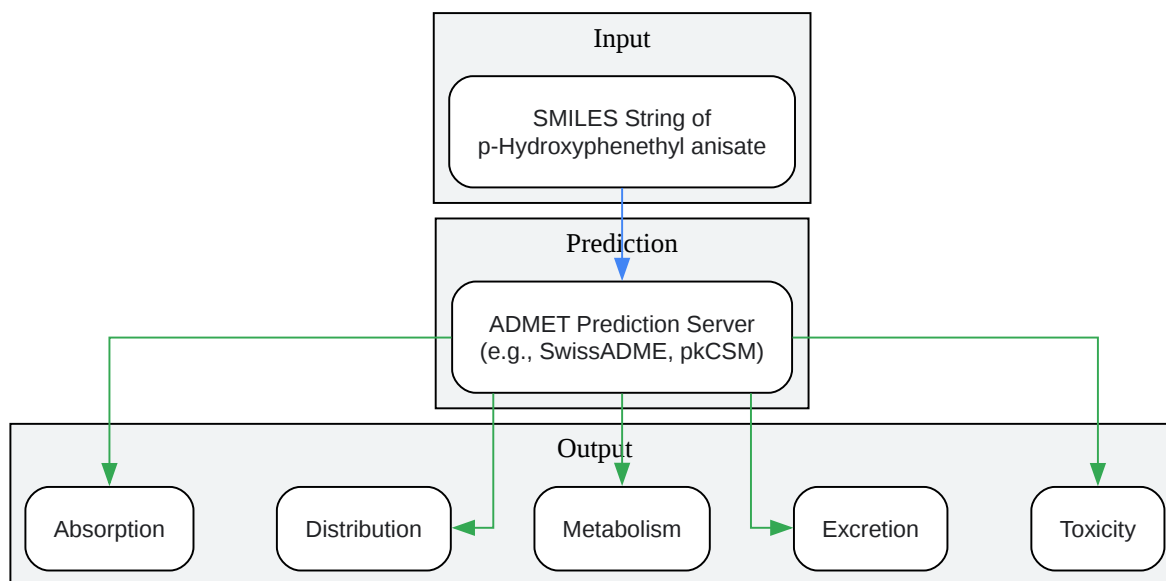 Input
SMILES String of
p-Hydroxyphenethyl anisate
Prediction
ADMET Prediction Server
(e.g., SwissADME, pkCSM)
Output
Absorption
Distribution
Metabolism
Excretion
Toxicity